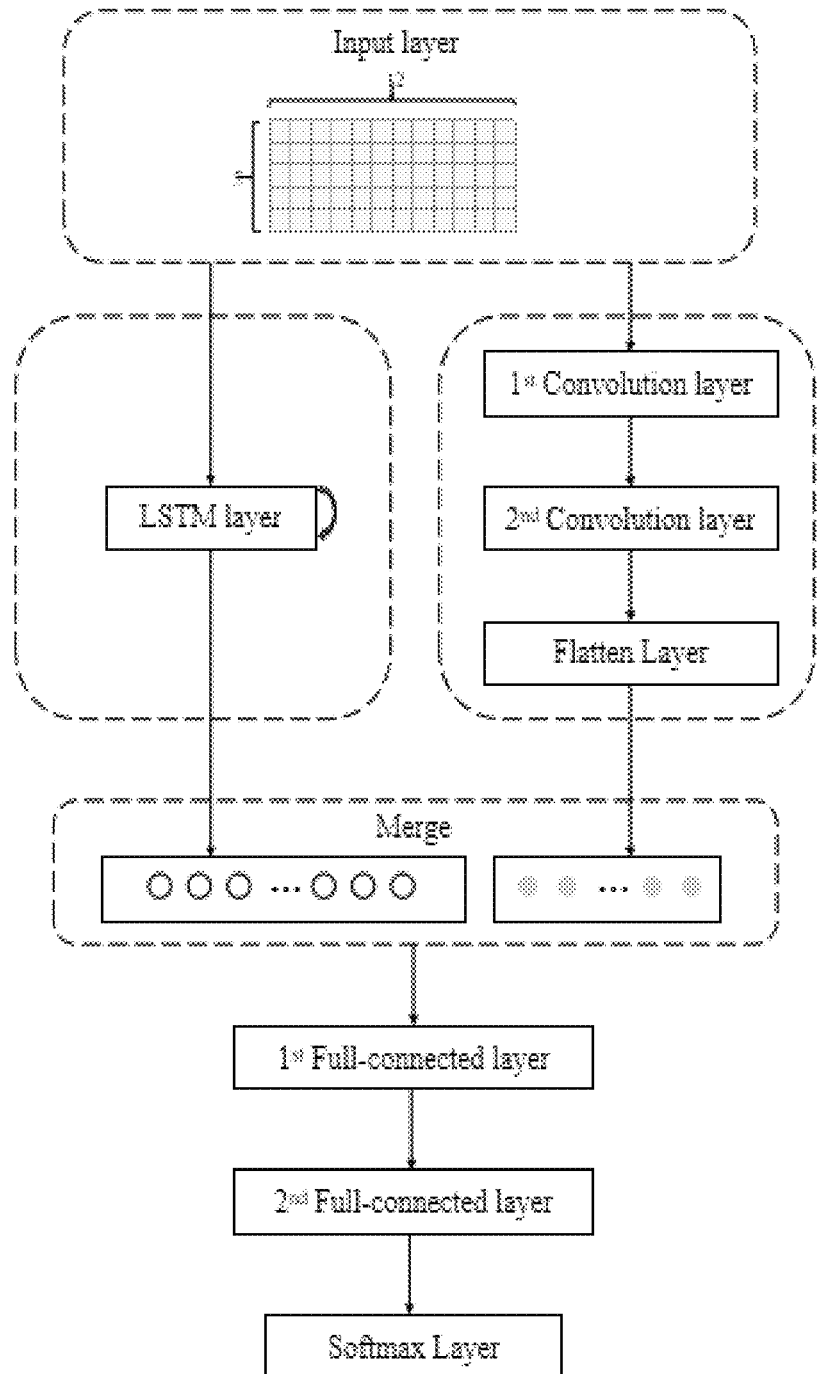 Input layer
1st Convolution layer
LSTM layer
2nd Convolution layer
Flatten Layer
Merge
1st Full-connected layer
2nd Full-connected layer
Softmax Layer